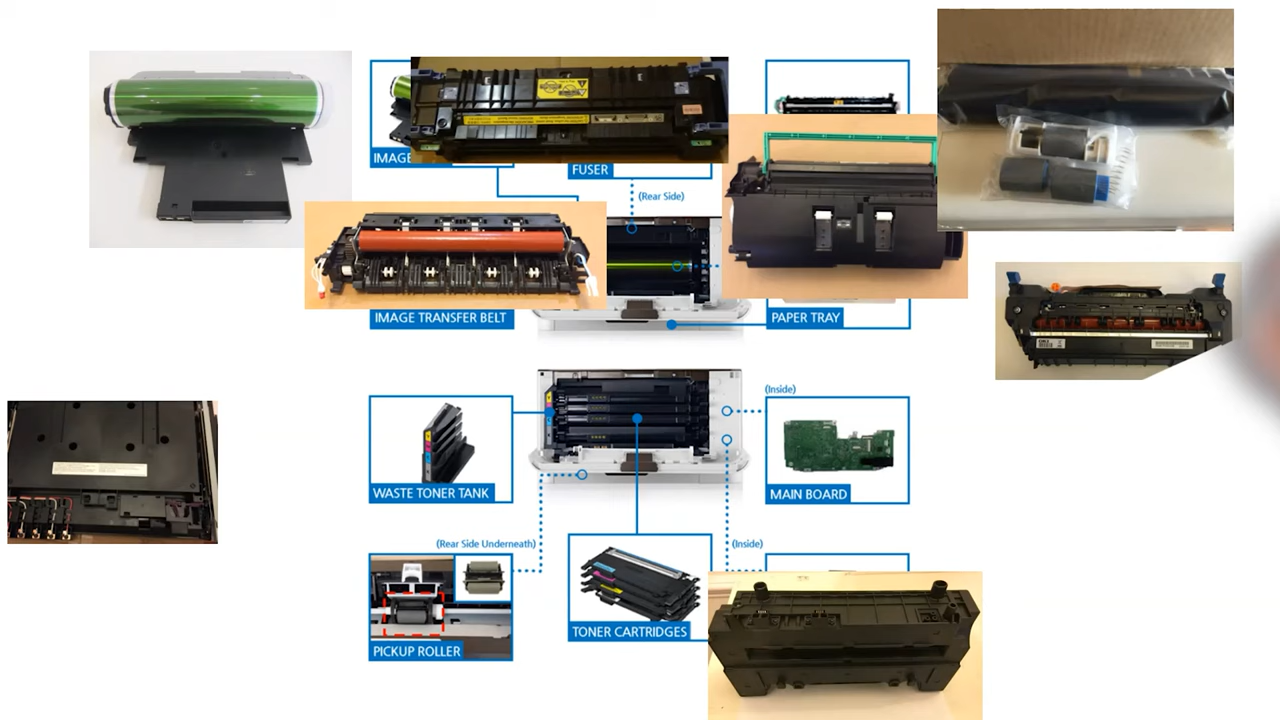 IMAGE
FUSER
(Rear Side)
IMAGE TRANSFER BELT
PAPER TRAY
(Inside)
WASTE TONER TANK
MAIN BOARD
(Rear Side Underneath)
(Inside)
PICKUP ROLLER
TONER CARTRIDGES
OKI